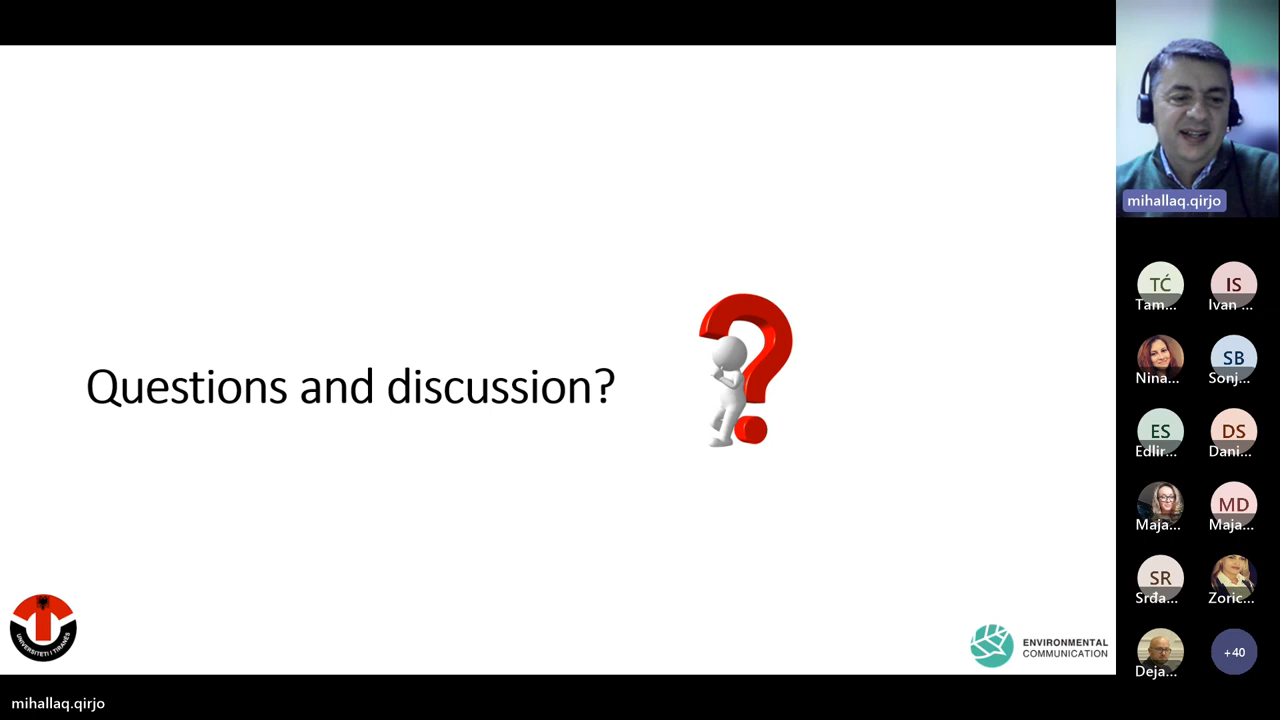 Questions and discussion?
UNIVERSITETI I TIRANËS
ENVIRONMENTAL
COMMUNICATION
mihallaq.qirjo
mihallaq.qirjo
TĆ
Tam...
IS
Ivan ...
Nina...
SB
Sonj...
ES
Edlir...
DS
Dani...
Maja...
MD
Maja...
SR
Srđa...
Zoric...
Deja...
+40